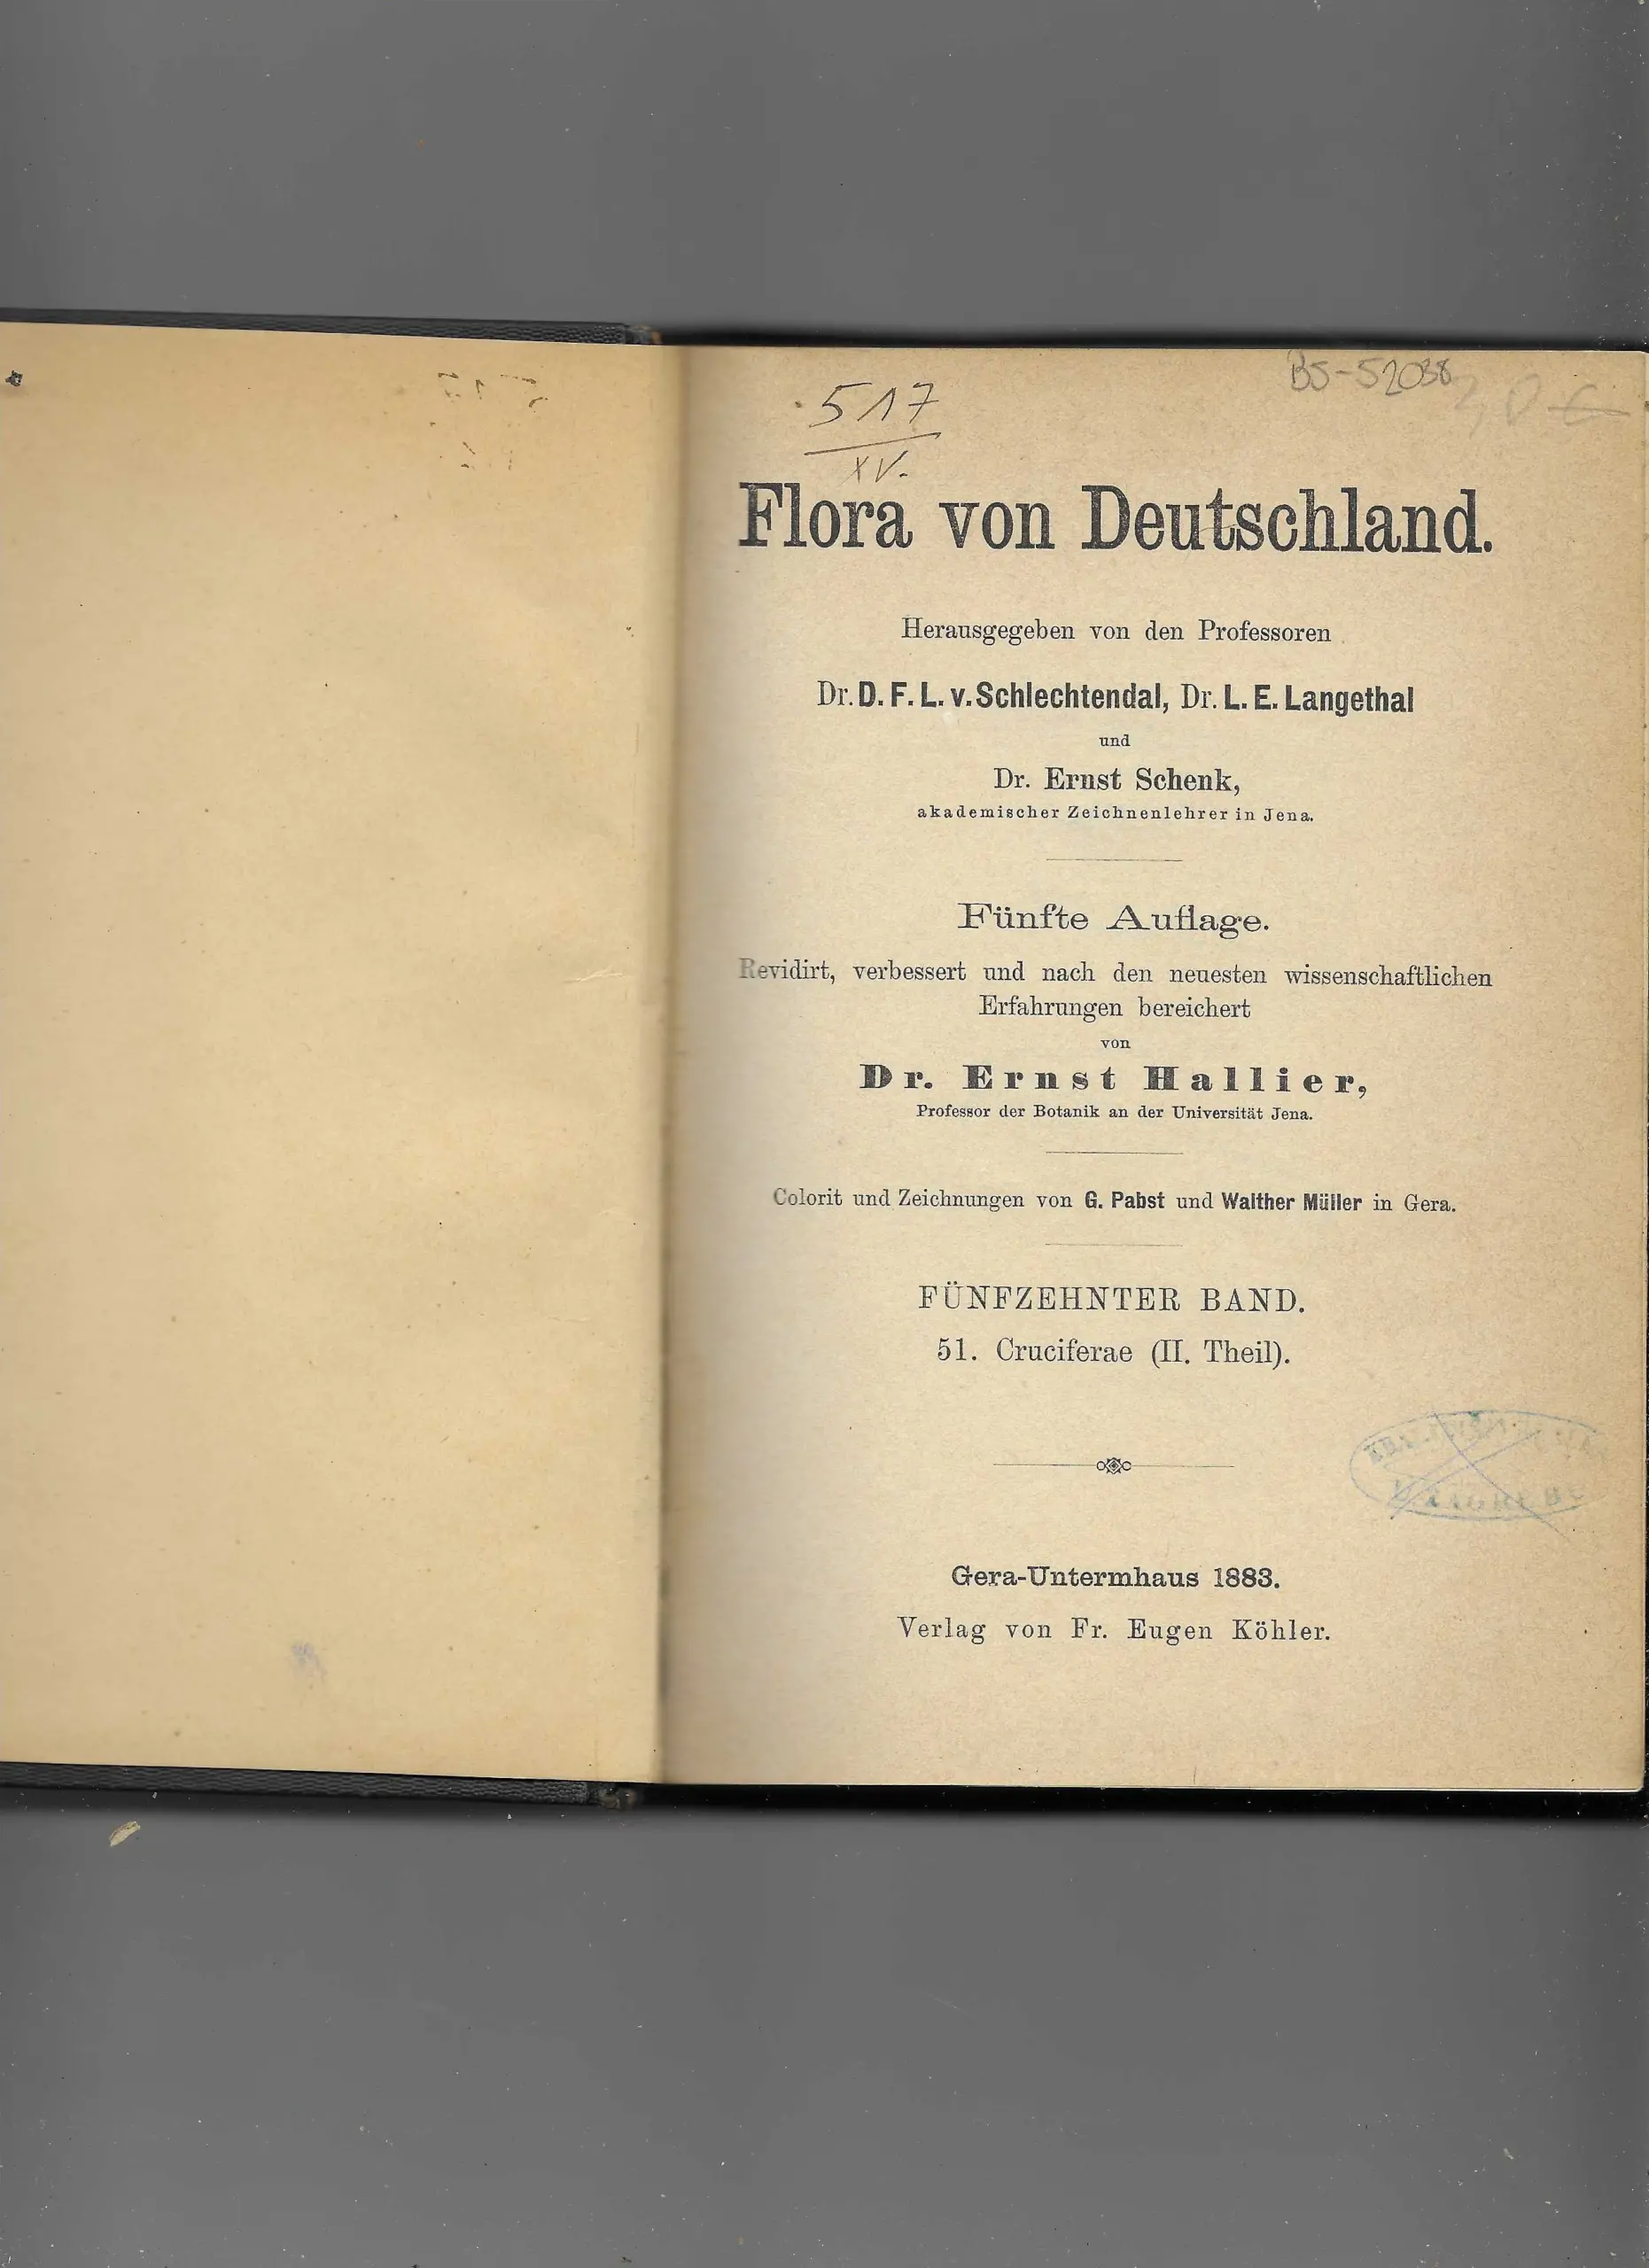 517
XV.
BS-52038
Flora von Deutschland.
Herausgegeben von den Professoren
Dr. D. F. L. v. Schlechtendal, Dr. L. E. Langethal
und
Dr. Ernst Schenk,
akademischer Zeichnenlehrer in Jena.
Fünfte Auflage.
Revidirt, verbessert und nach den neuesten wissenschaftlichen
Erfahrungen bereichert
von
Dr. Ernst Hallier,
Professor der Botanik an der Universität Jena.
Colorit und Zeichnungen von G. Pabst und Walther Müller in Gera.
FÜNFZEHNTER BAND.
51. Cruciferae (II. Theil).
Gera-Untermhaus 1883.
Verlag von Fr. Eugen Köhler.